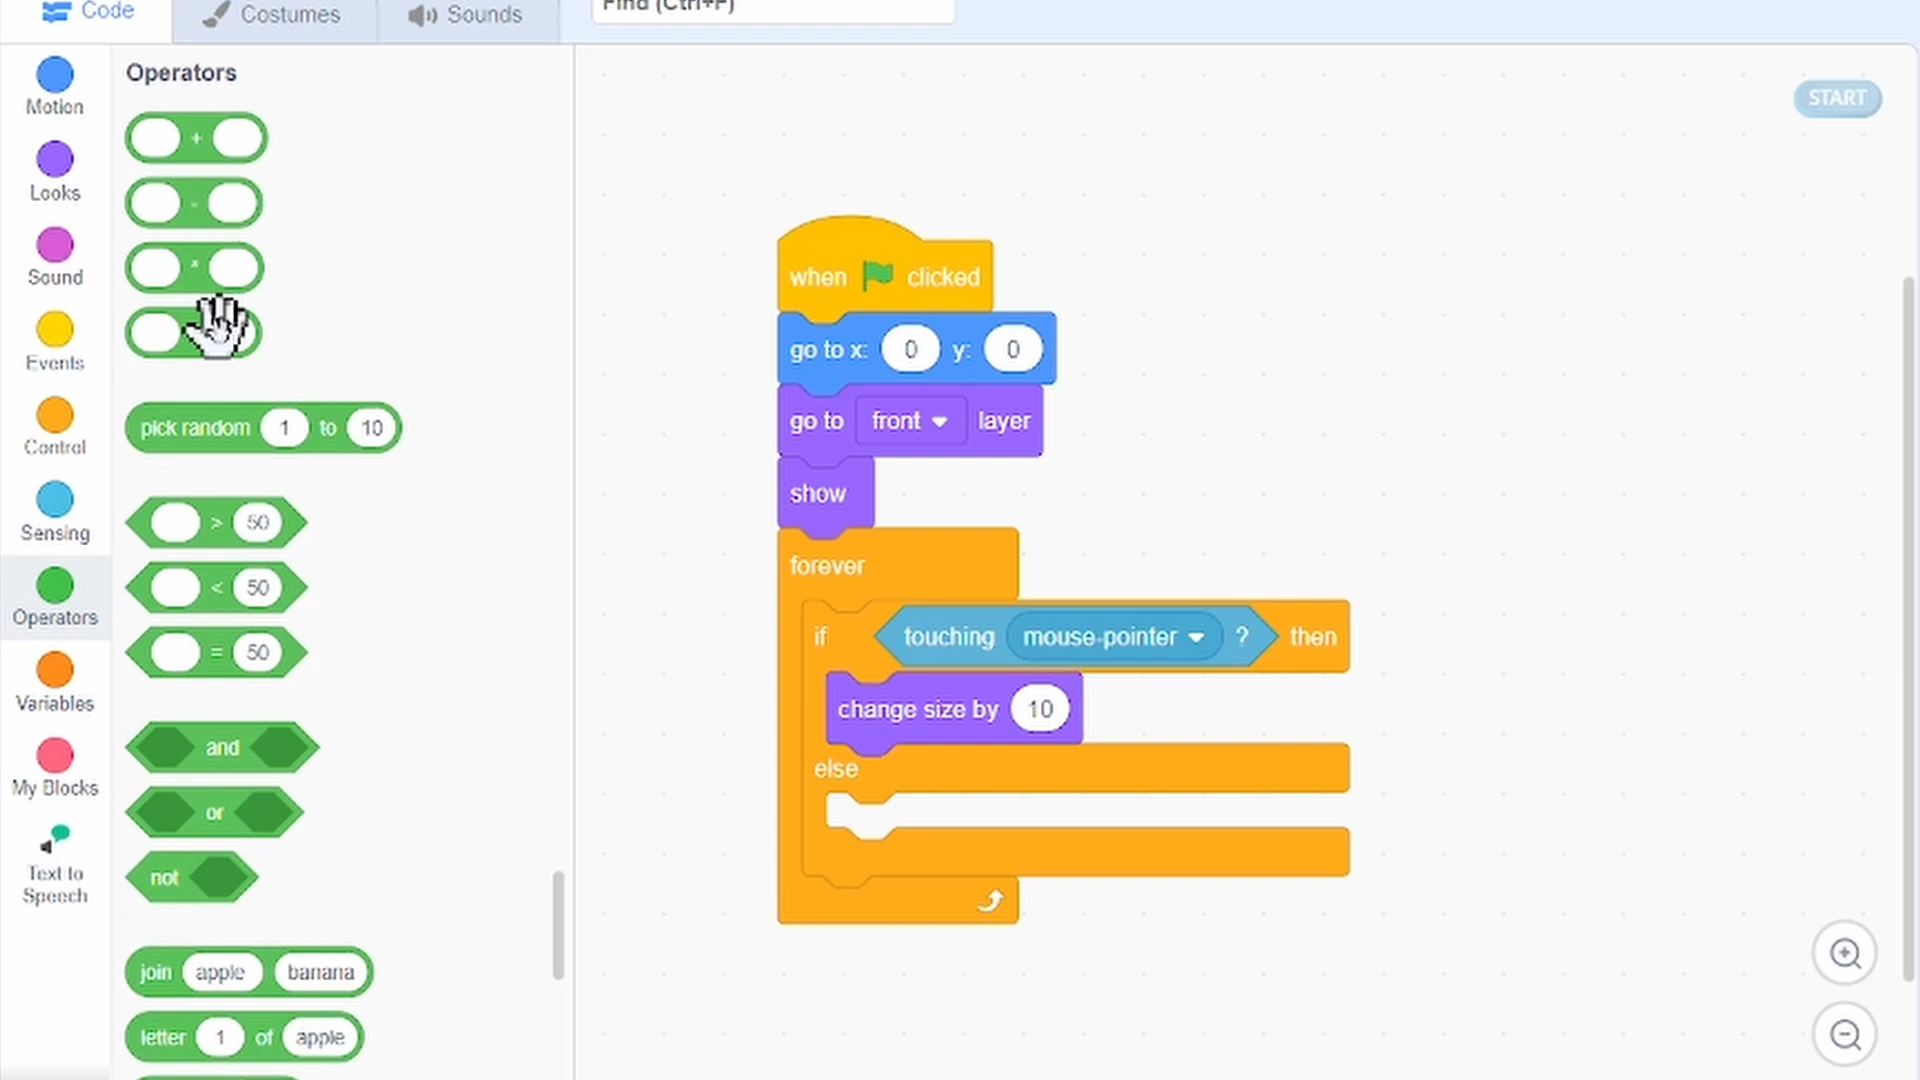 Code
Costumes
Sounds
Find (Ctrl+F)
Motion
Looks
Sound
Events
Control
Sensing
Operators
Variables
My Blocks
Text to
Speech
Operators
+
-
*
pick random 1 to 10
> 50
< 50
= 50
and
or
not
join apple banana
letter 1 of apple
START
when clicked
go to x: 0 y: 0
go to front layer
show
forever
if touching mouse-pointer ? then
change size by 10
else